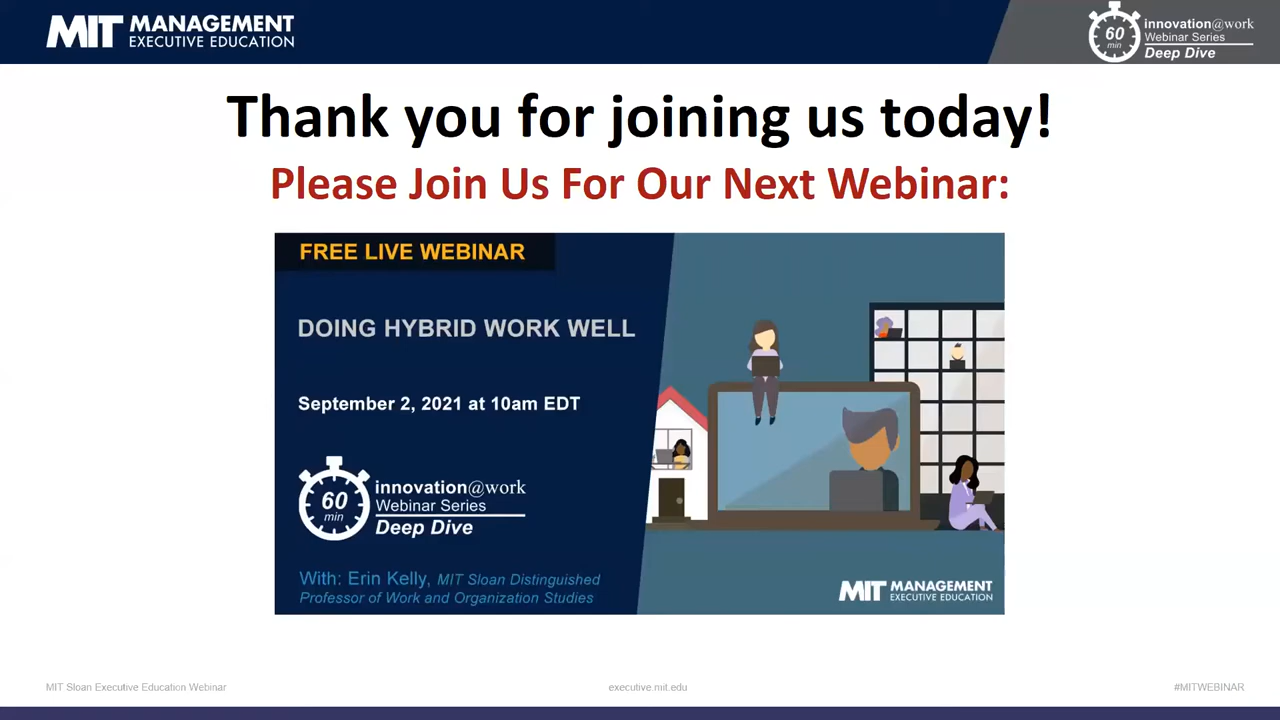 MIT MANAGEMENT
EXECUTIVE EDUCATION
60
min
innovation@work
Webinar Series
Deep Dive
Thank you for joining us today!
Please Join Us For Our Next Webinar:
FREE LIVE WEBINAR
DOING HYBRID WORK WELL
September 2, 2021 at 10am EDT
60
min
innovation@work
Webinar Series
Deep Dive
With: Erin Kelly, MIT Sloan Distinguished
Professor of Work and Organization Studies
MIT MANAGEMENT
EXECUTIVE EDUCATION
MIT Sloan Executive Education Webinar
executive.mit.edu
#MITWEBINAR